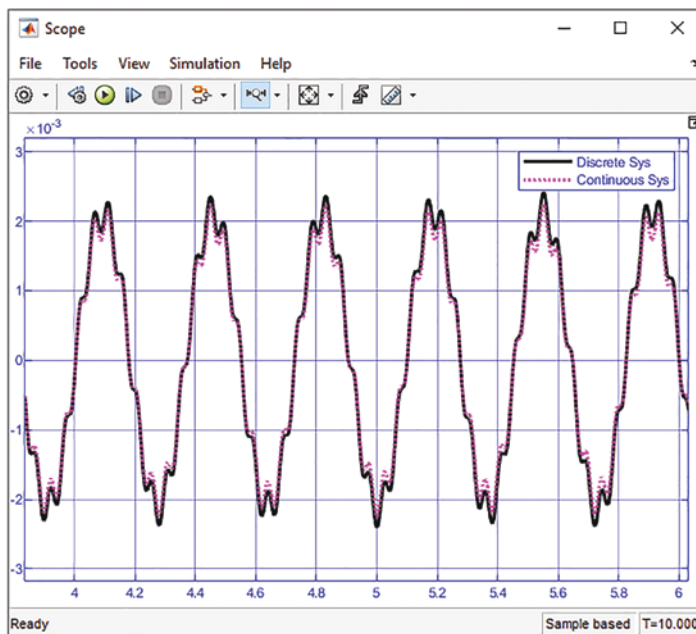 Scope
File Tools View Simulation Help
×10⁻³
3
2
1
0
-1
-2
-3
Discrete Sys
Continuous Sys
4 4.2 4.4 4.6 4.8 5 5.2 5.4 5.6 5.8 6
Ready Sample based T=10.000